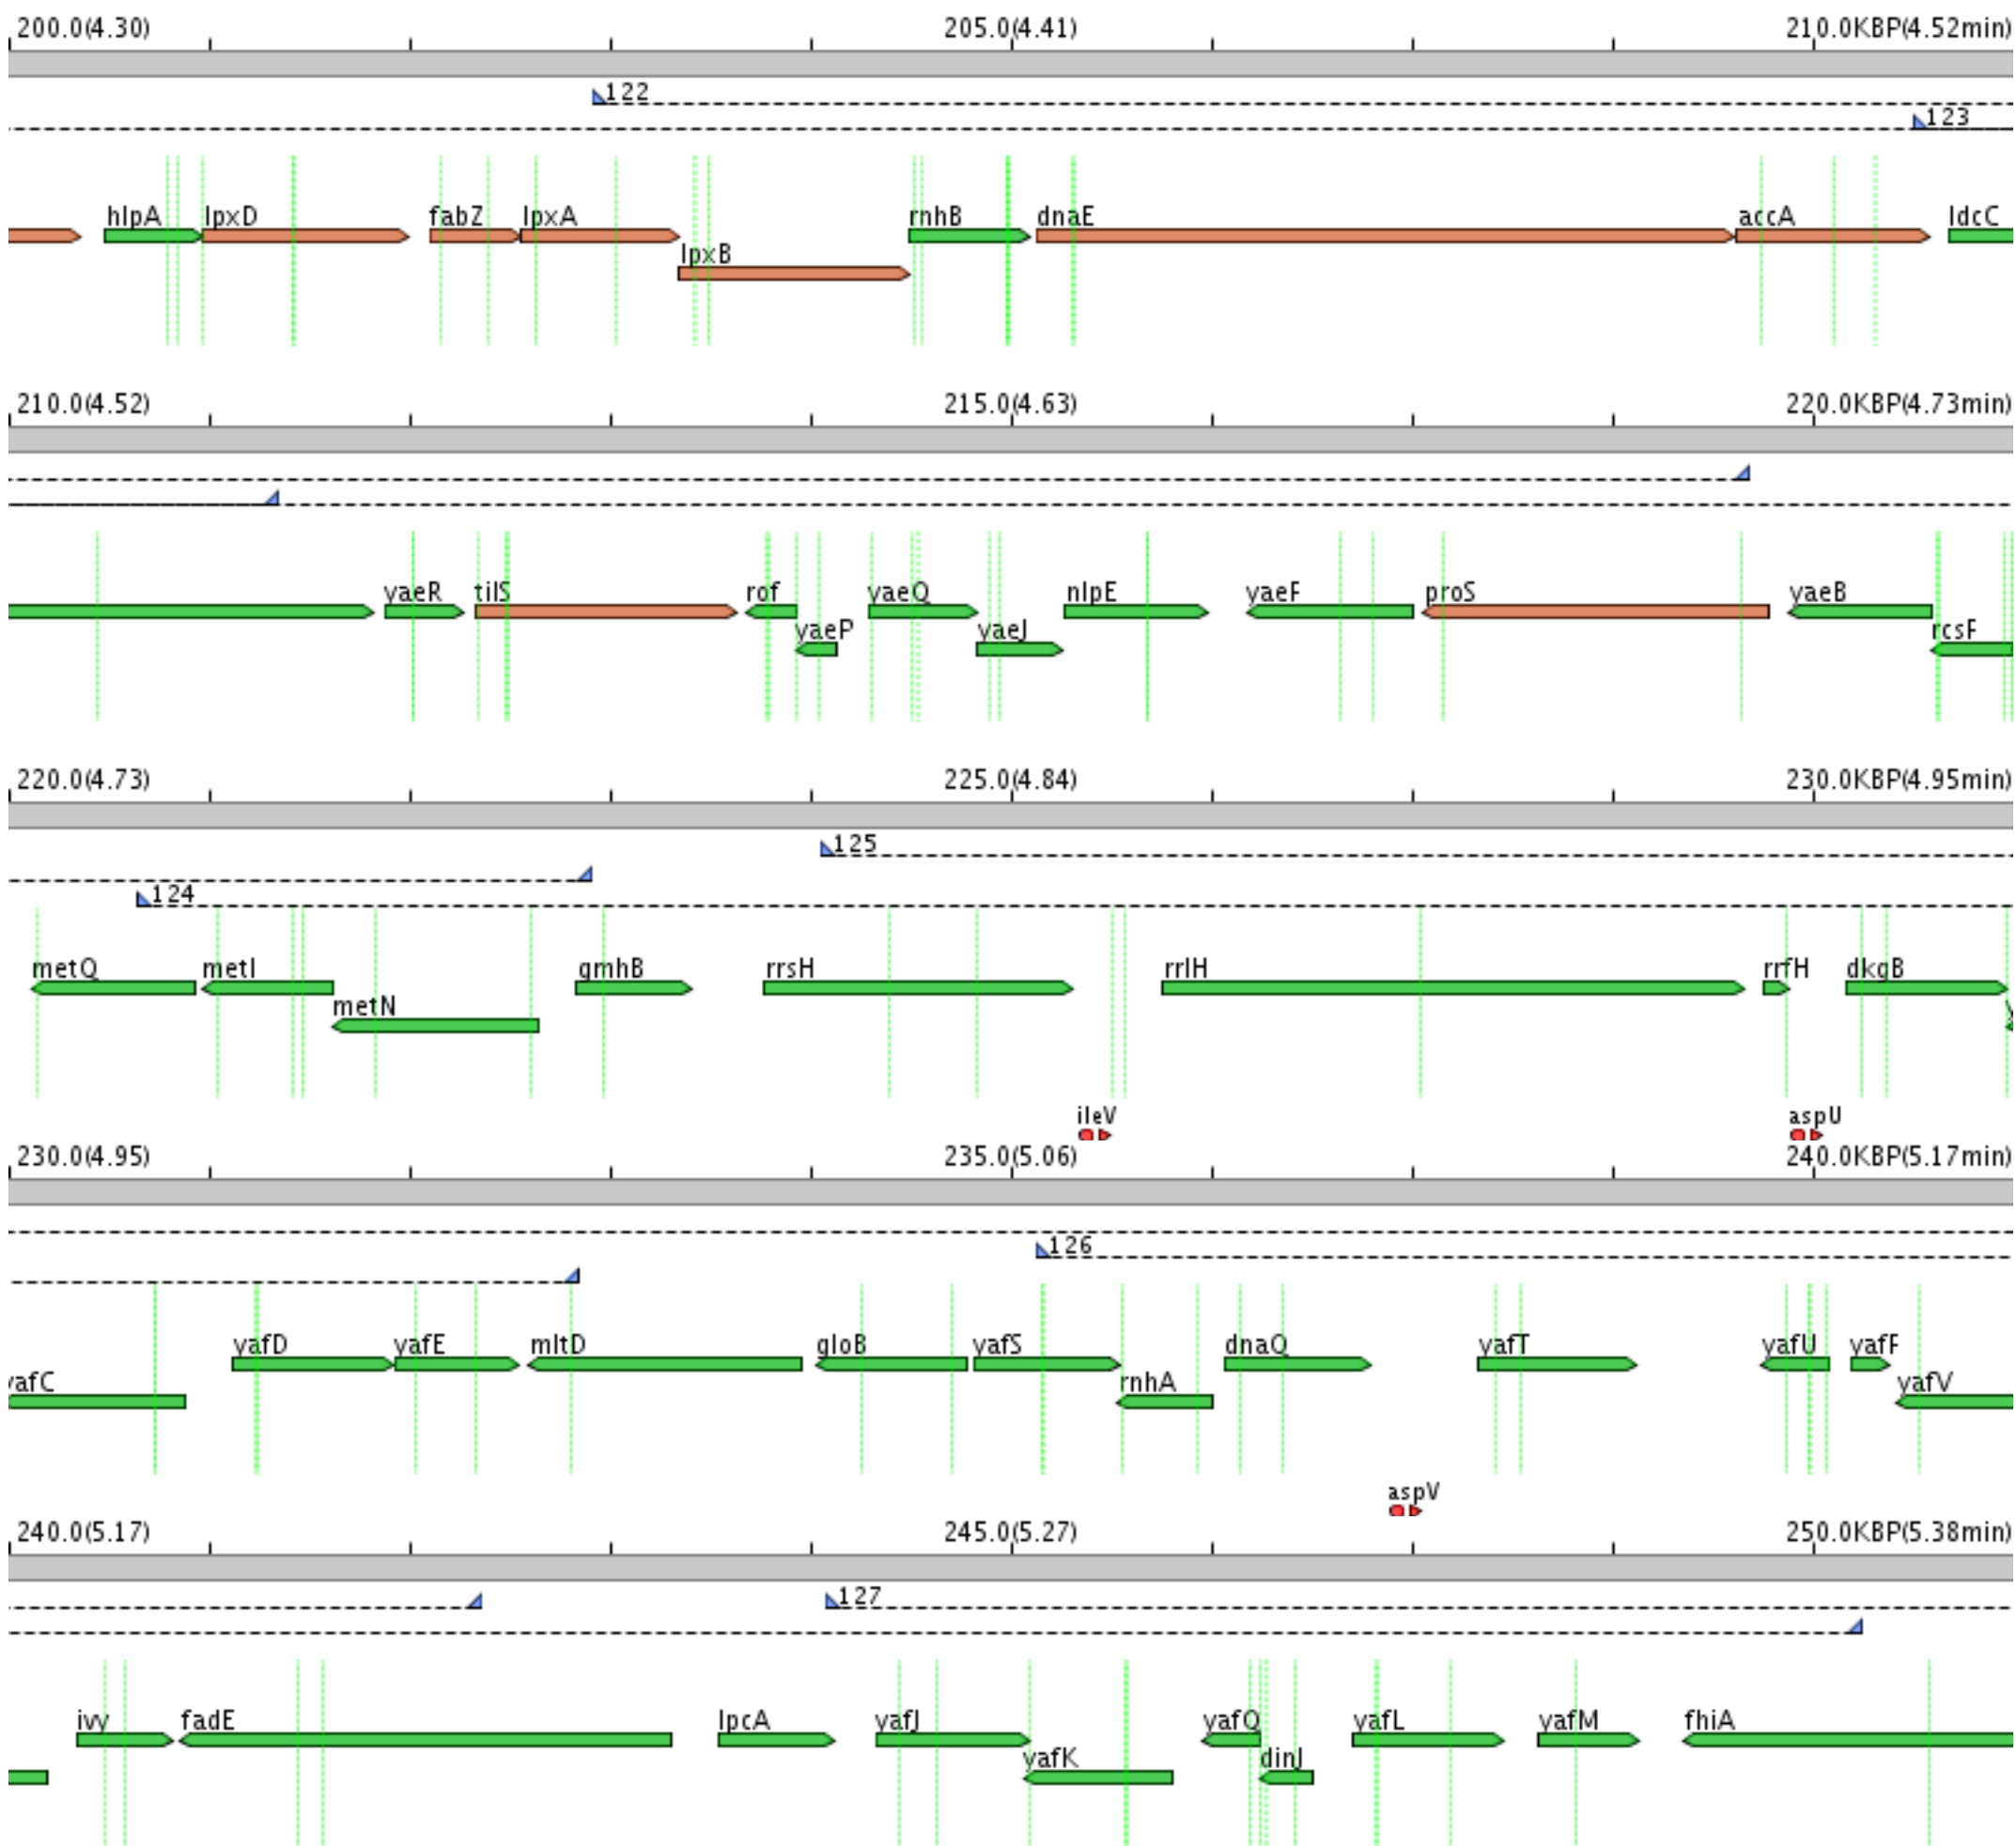 200.0(4.30) 205.0(4.41) 210.0KBP(4.52min)
122
123
hlpA lpxD fabZ lpxA rnhB dnaE accA ldcC
lpxB
210.0(4.52) 215.0(4.63) 220.0KBP(4.73min)
yaeR tilS rof yaeQ nlpE yaeF proS yaeB
yaeP yaeJ rcsF
220.0(4.73) 225.0(4.84) 230.0KBP(4.95min)
125
124
metQ metI gmhB rrsH rrlH rrfH dkgB
metN
ileV aspU
230.0(4.95) 235.0(5.06) 240.0KBP(5.17min)
126
yafD yafE mltD gloB yafS dnaQ yafT yafU yafF
yafC rnhA yafV
aspV
240.0(5.17) 245.0(5.27) 250.0KBP(5.38min)
127
ivy fadE lpcA yafJ yafQ yafL yafM fhiA
yafK dinJ